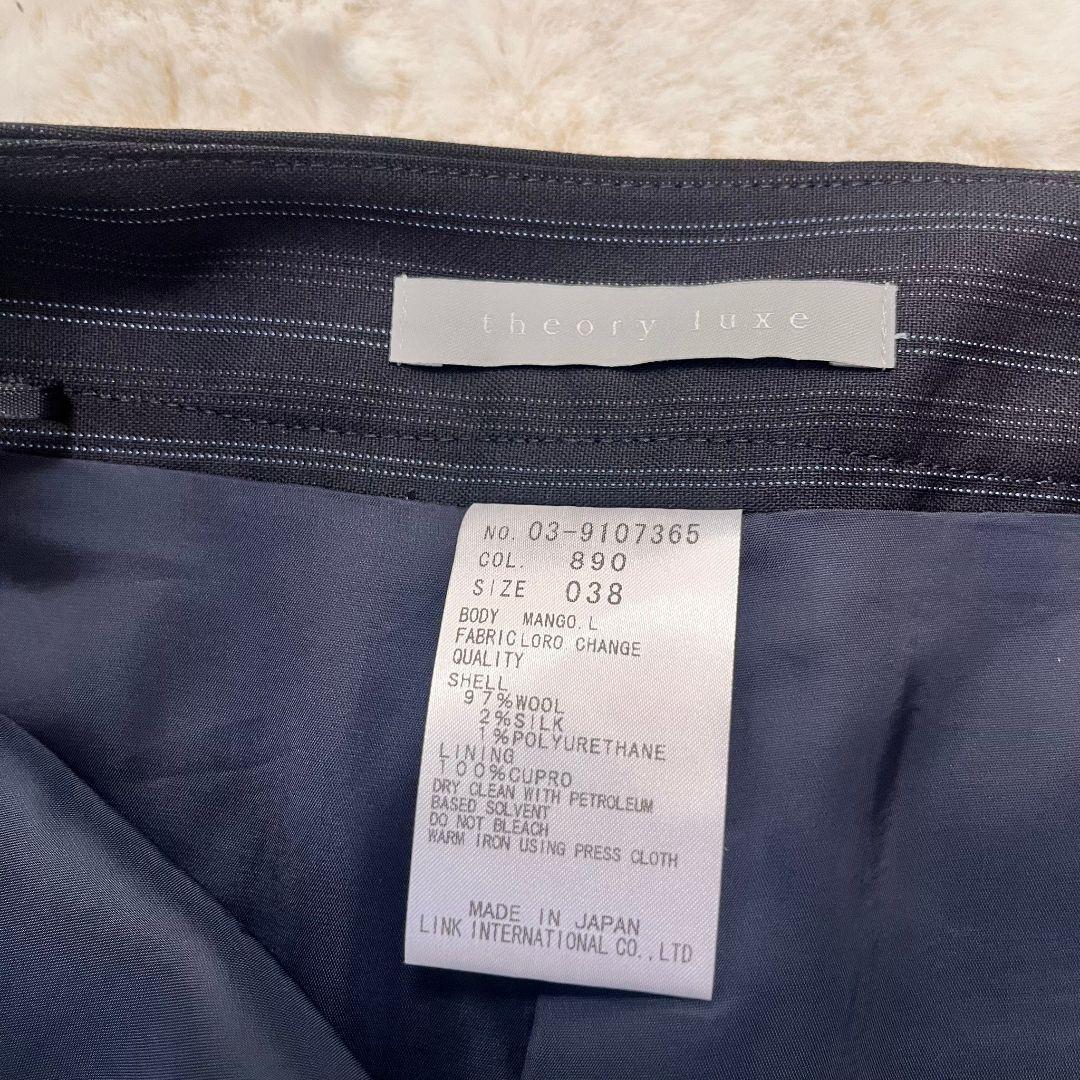 theory luxe
NO. 03-9107365
COL. 890
SIZE 038
BODY MANGO.L
FABRICLORO CHANGE
QUALITY
SHELL
97%WOOL
2%SILK
1%POLYURETHANE
LINING
100%CUPRO
DRY CLEAN WITH PETROLEUM
BASED SOLVENT
DO NOT BLEACH
WARM IRON USING PRESS CLOTH
MADE IN JAPAN
LINK INTERNATIONAL CO.,LTD